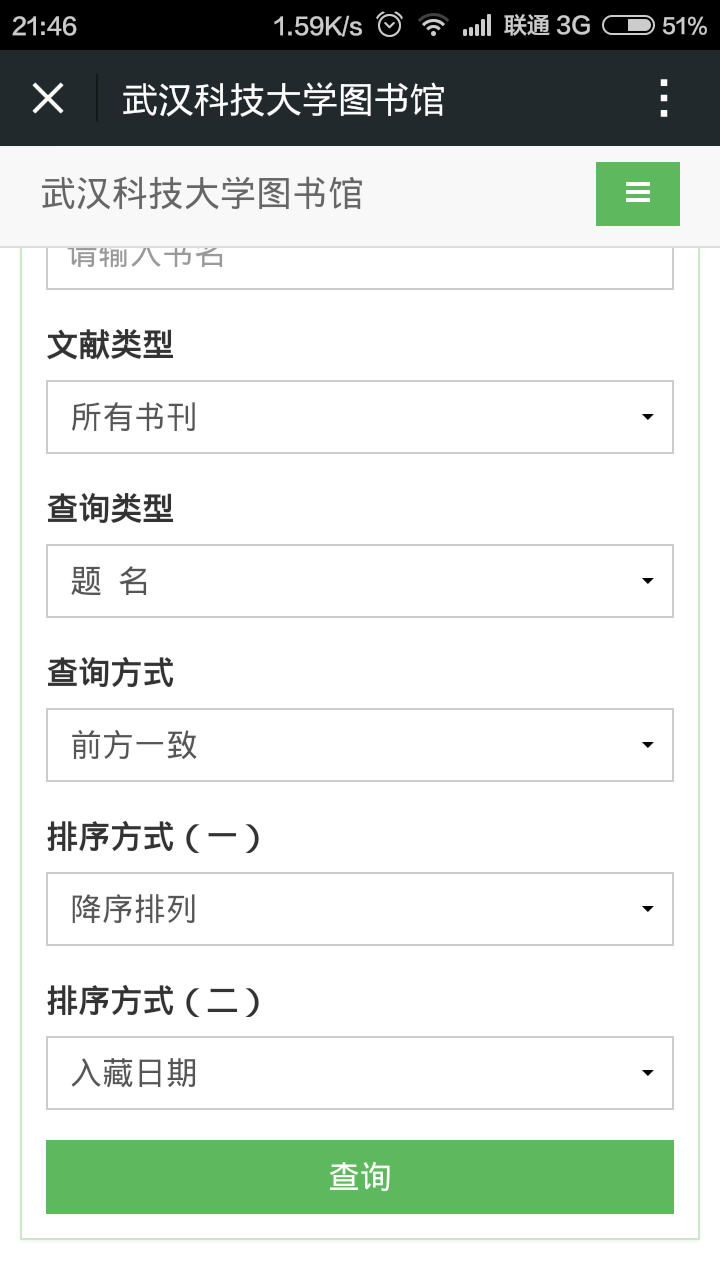 21:46 1.59K/s 联通 3G 51%
武汉科技大学图书馆
武汉科技大学图书馆
请输入书名
文献类型
所有书刊
查询类型
题 名
查询方式
前方一致
排序方式（一）
降序排列
排序方式（二）
入藏日期
查询